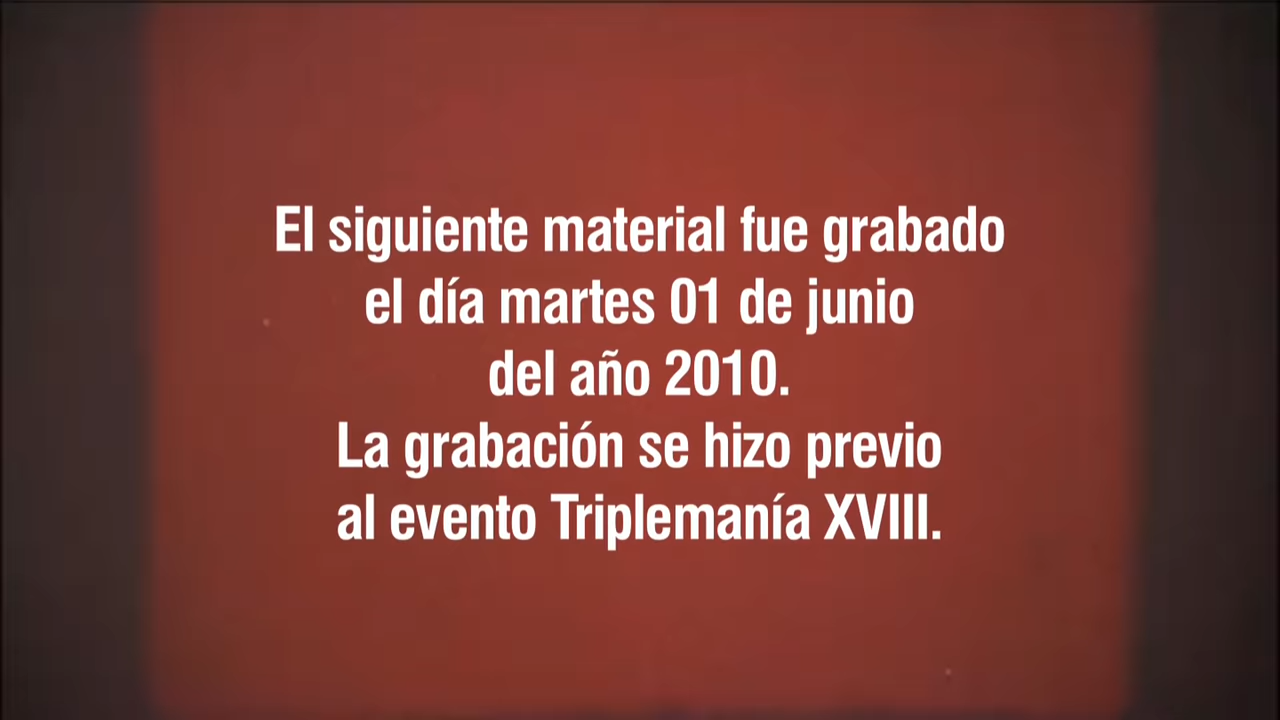 El siguiente material fue grabado
el día martes 01 de junio
del año 2010.
La grabación se hizo previo
al evento Triplemanía XVIII.